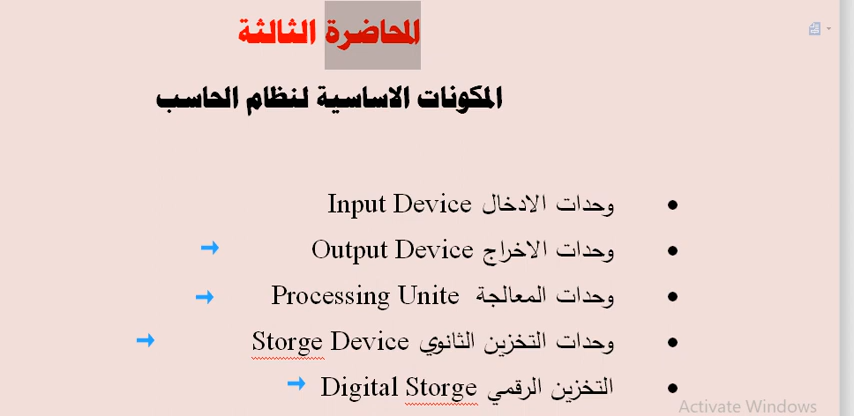 المحاضرة الثالثة
المكونات الاساسية لنظام الحاسب
• وحدات الادخال Input Device
• وحدات الاخراج Output Device
• وحدات المعالجة Processing Unite
• وحدات التخزين الثانوي Storge Device
• التخزين الرقمي Digital Storge
Activate Windows